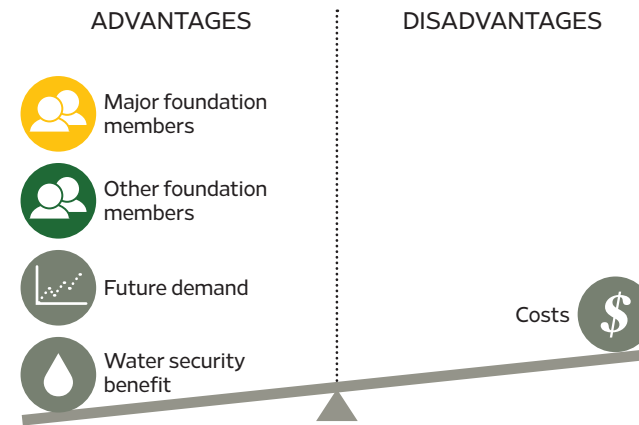 ADVANTAGES
DISADVANTAGES
Major foundation
members
Other foundation
members
Future demand
Costs
$
Water security
benefit